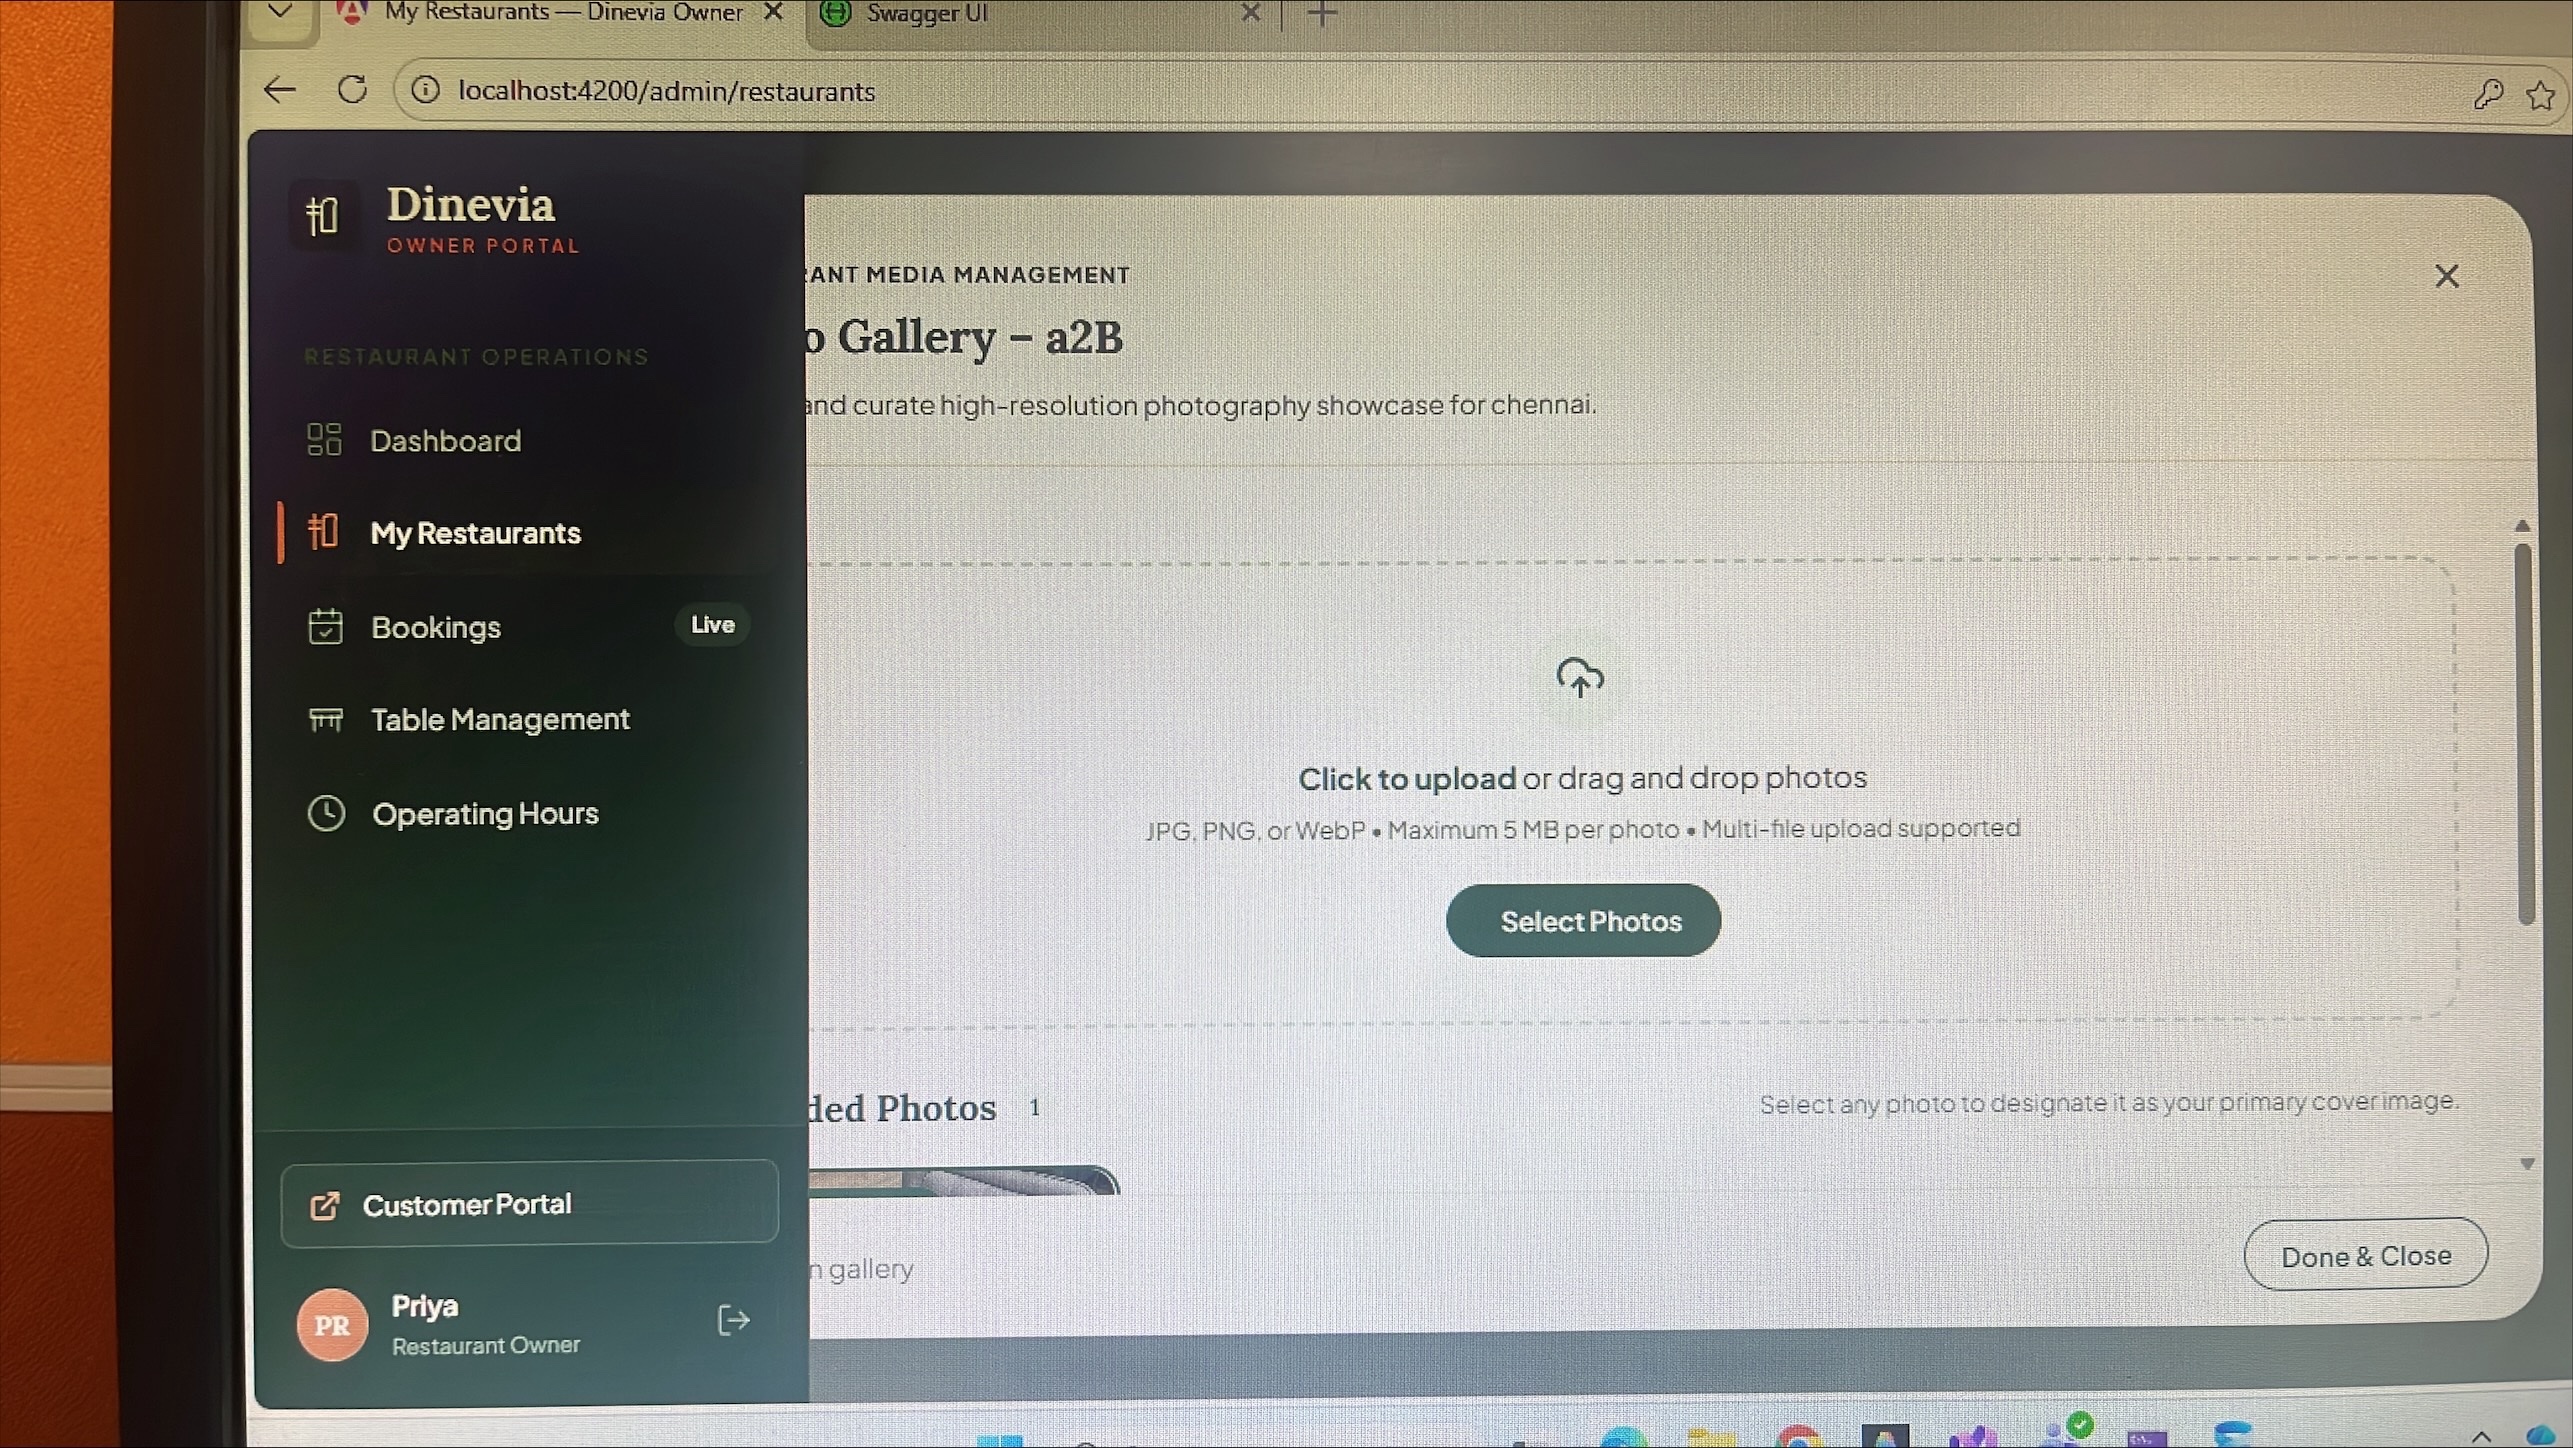 My Restaurants — Dinevia Owner
Swagger UI
localhost:4200/admin/restaurants
Dinevia
OWNER PORTAL
RESTAURANT OPERATIONS
Dashboard
My Restaurants
Bookings
Live
Table Management
Operating Hours
Customer Portal
PR
Priya
Restaurant Owner
ANT MEDIA MANAGEMENT
o Gallery – a2B
and curate high-resolution photography showcase for chennai.
Click to upload or drag and drop photos
JPG, PNG, or WebP • Maximum 5 MB per photo • Multi-file upload supported
Select Photos
ded Photos 1
Select any photo to designate it as your primary cover image.
n gallery
Done & Close